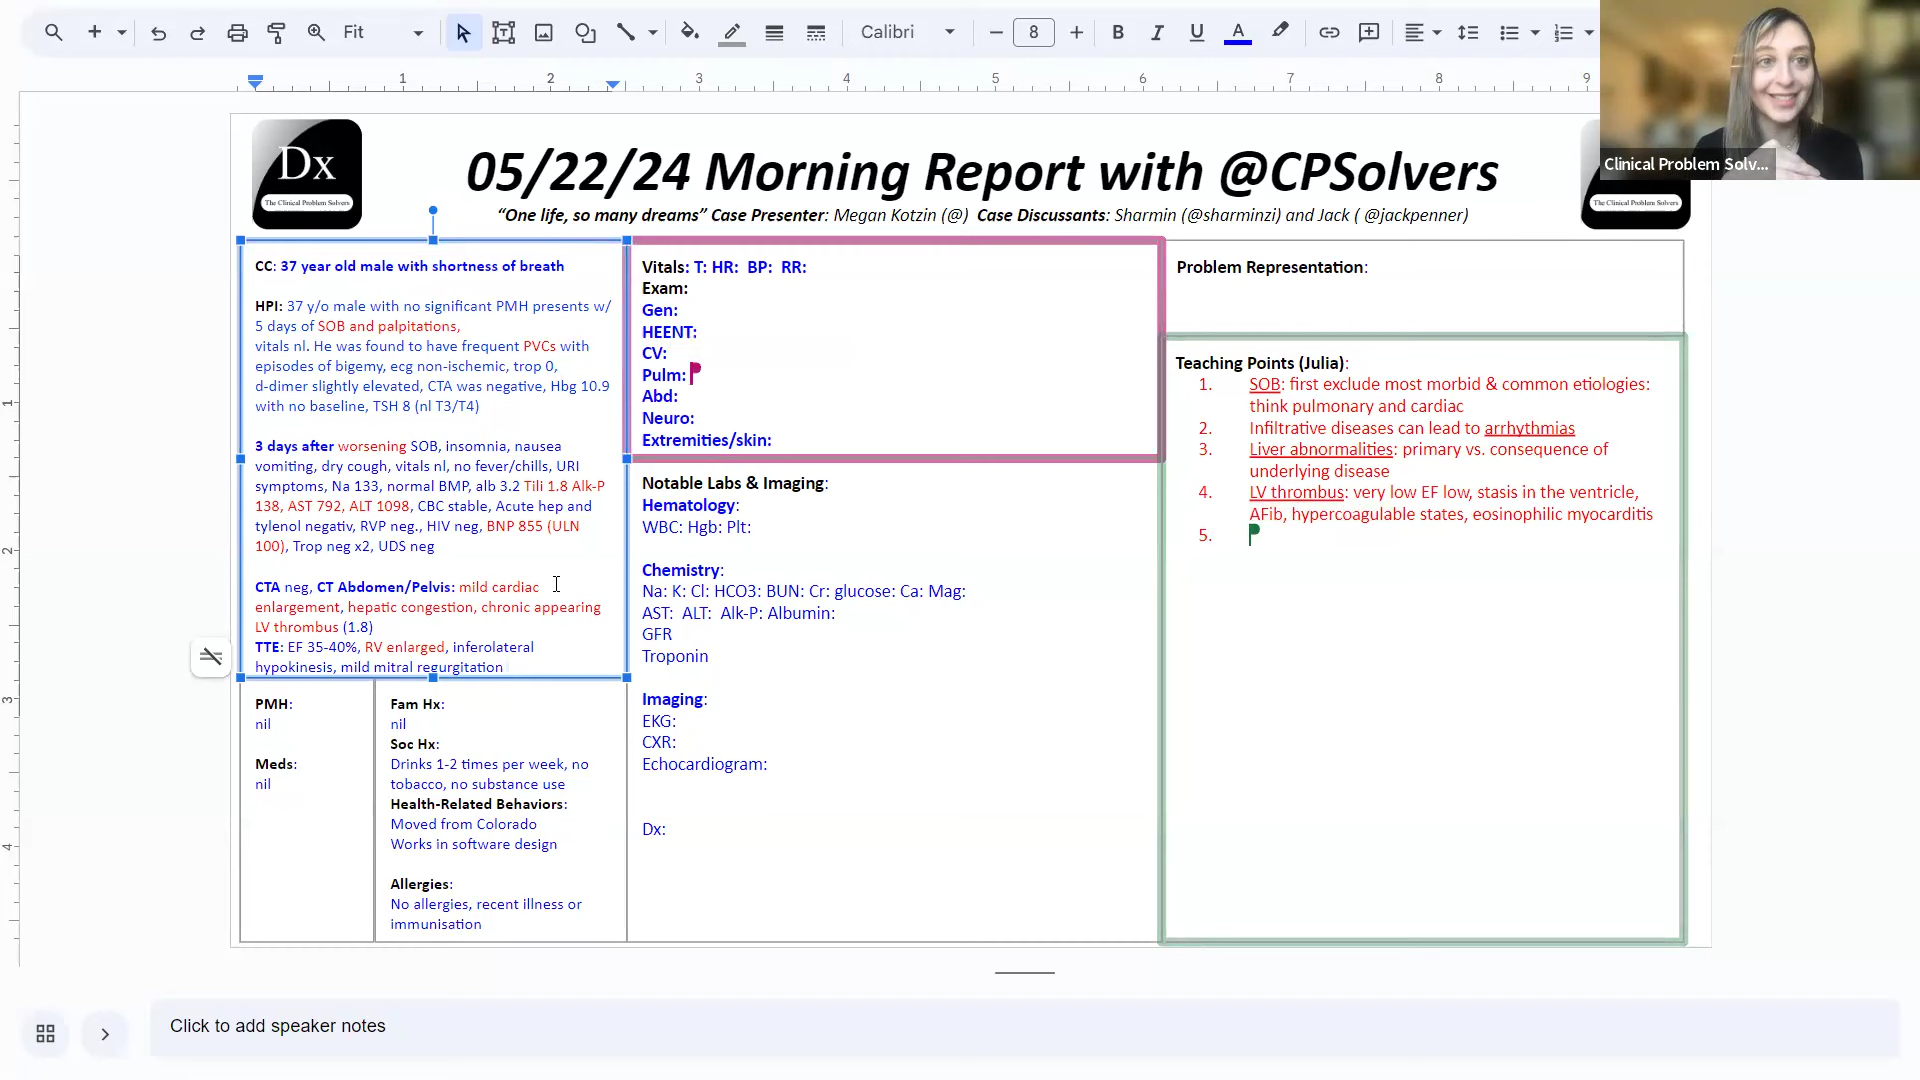 Fit
Calibri
8
1 2 3 4 5 6 7 8 9
Clinical Problem Solv...
Dx
The Clinical Problem Solvers
05/22/24 Morning Report with @CPSolvers
The Clinical Problem Solvers
“One life, so many dreams” Case Presenter: Megan Kotzin (@) Case Discussants: Sharmin (@sharminzi) and Jack ( @jackpenner)
CC: 37 year old male with shortness of breath
HPI: 37 y/o male with no significant PMH presents w/
5 days of SOB and palpitations,
vitals nl. He was found to have frequent PVCs with
episodes of bigemy, ecg non-ischemic, trop 0,
d-dimer slightly elevated, CTA was negative, Hbg 10.9
with no baseline, TSH 8 (nl T3/T4)
3 days after worsening SOB, insomnia, nausea
vomiting, dry cough, vitals nl, no fever/chills, URI
symptoms, Na 133, normal BMP, alb 3.2 Tili 1.8 Alk-P
138, AST 792, ALT 1098, CBC stable, Acute hep and
tylenol negativ, RVP neg., HIV neg, BNP 855 (ULN
100), Trop neg x2, UDS neg
CTA neg, CT Abdomen/Pelvis: mild cardiac
enlargement, hepatic congestion, chronic appearing
LV thrombus (1.8)
TTE: EF 35-40%, RV enlarged, inferolateral
hypokinesis, mild mitral regurgitation
PMH:
nil
Meds:
nil
Fam Hx:
nil
Soc Hx:
Drinks 1-2 times per week, no
tobacco, no substance use
Health-Related Behaviors:
Moved from Colorado
Works in software design
Allergies:
No allergies, recent illness or
immunisation
Vitals: T: HR: BP: RR:
Exam:
Gen:
HEENT:
CV:
Pulm:
Abd:
Neuro:
Extremities/skin:
Notable Labs & Imaging:
Hematology:
WBC: Hgb: Plt:
Chemistry:
Na: K: Cl: HCO3: BUN: Cr: glucose: Ca: Mag:
AST: ALT: Alk-P: Albumin:
GFR
Troponin
Imaging:
EKG:
CXR:
Echocardiogram:
Dx:
Problem Representation:
Teaching Points (Julia):
1. SOB: first exclude most morbid & common etiologies:
think pulmonary and cardiac
2. Infiltrative diseases can lead to arrhythmias
3. Liver abnormalities: primary vs. consequence of
underlying disease
4. LV thrombus: very low EF low, stasis in the ventricle,
AFib, hypercoagulable states, eosinophilic myocarditis
5.
1
2
3
4
Click to add speaker notes